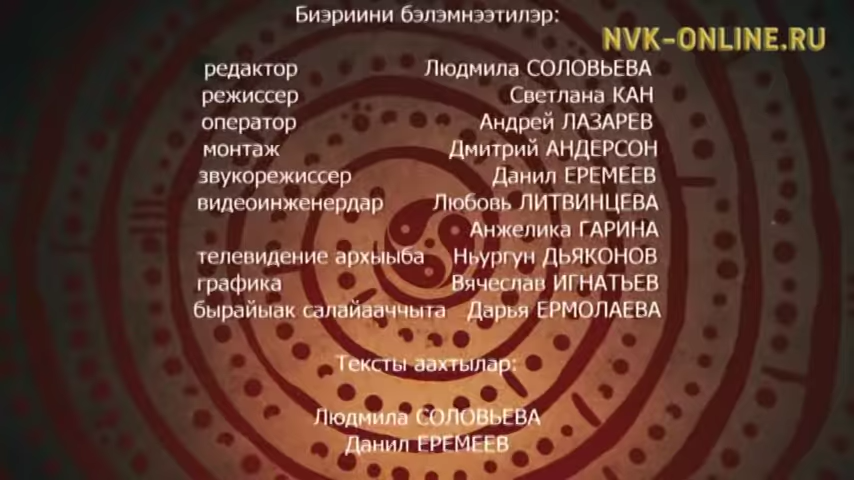 Биэриини бэлэмнээтилэр:
NVK-ONLINE.RU
редактор Людмила СОЛОВЬЕВА
режиссер Светлана КАН
оператор Андрей ЛАЗАРЕВ
монтаж Дмитрий АНДЕРСОН
звукорежиссер Данил ЕРЕМЕЕВ
видеоинженердар Любовь ЛИТВИНЦЕВА
Анжелика ГАРИНА
телевидение архыыба Ньургун ДЬЯКОНОВ
графика Вячеслав ИГНАТЬЕВ
бырайыак салайааччыта Дарья ЕРМОЛАЕВА
Тексты аахтылар:
Людмила СОЛОВЬЕВА
Данил ЕРЕМЕЕВ